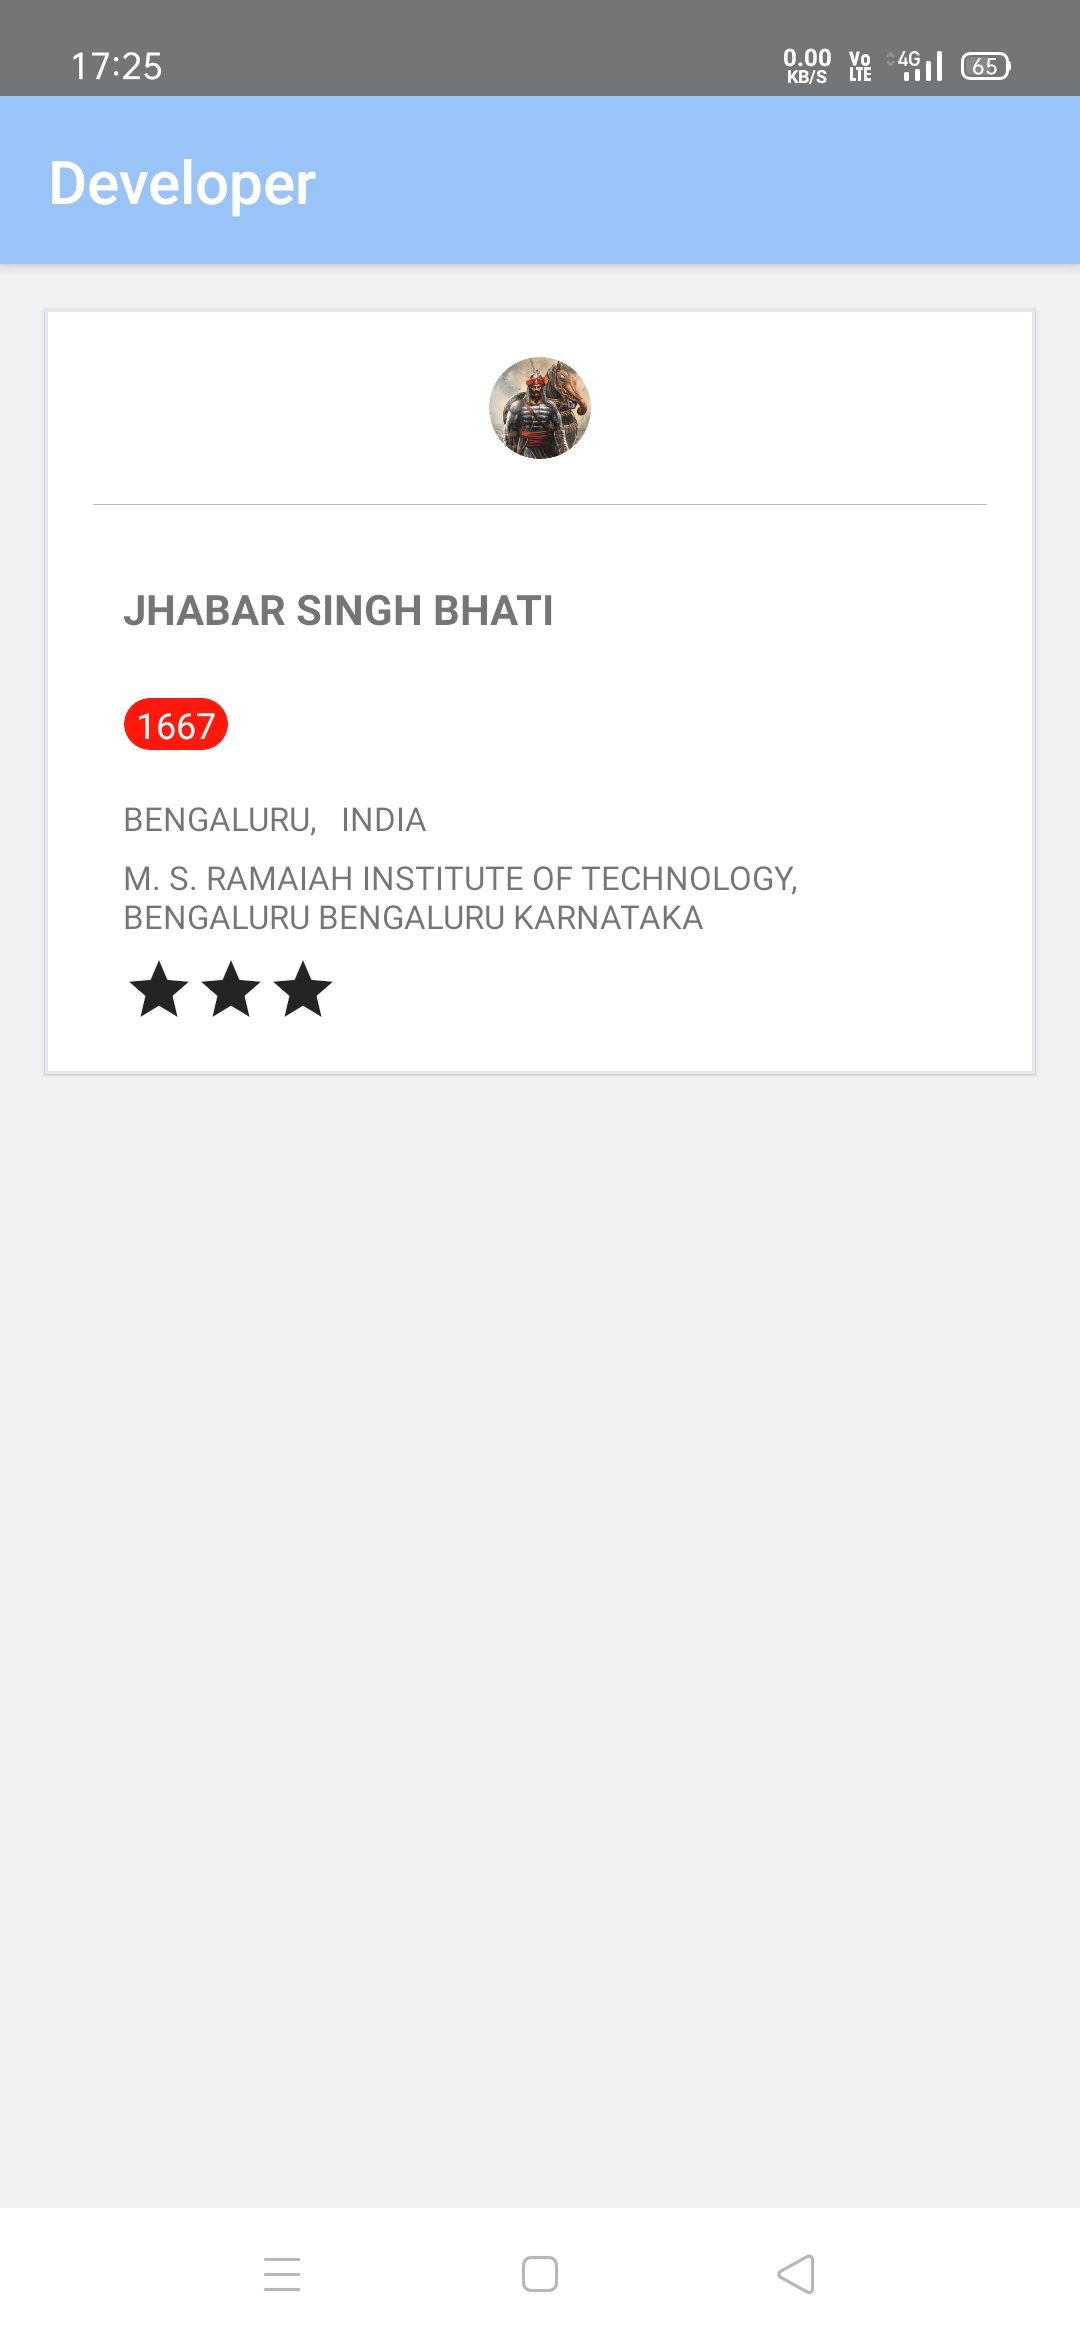 17:25
0.00 KB/S Vo LTE 4G 65
Developer
JHABAR SINGH BHATI
1667
BENGALURU, INDIA
M. S. RAMAIAH INSTITUTE OF TECHNOLOGY,
BENGALURU BENGALURU KARNATAKA